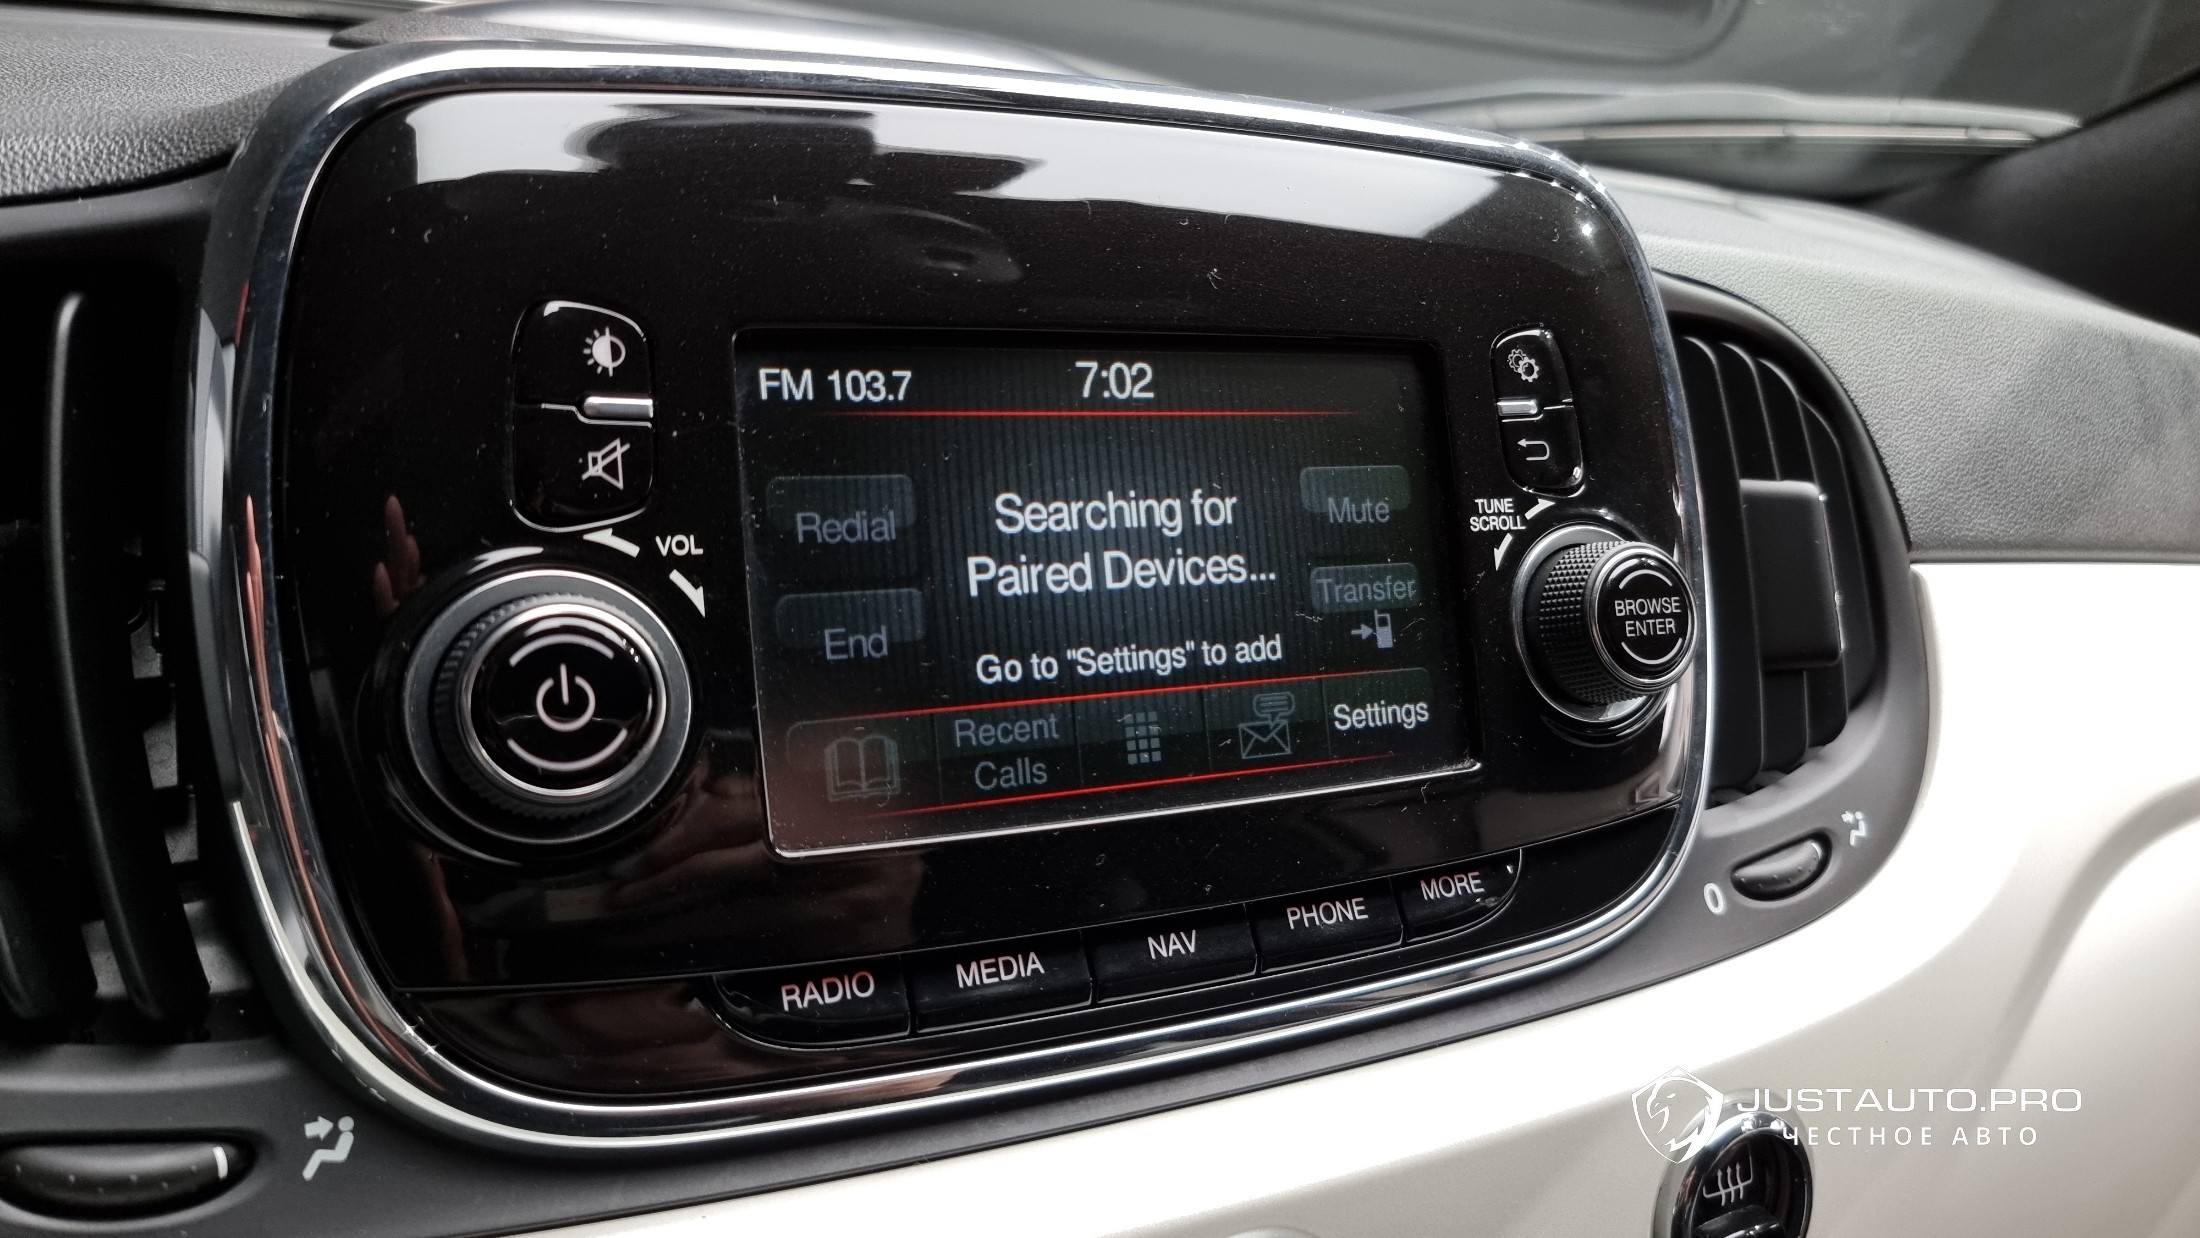 FM 103.7
7:02
Redial
Searching for
Paired Devices...
Mute
End
Transfer
Go to "Settings" to add
Recent
Calls
Settings
VOL
TUNE
SCROLL
BROWSE
ENTER
RADIO
MEDIA
NAV
PHONE
MORE
0
JUSTAUTO.PRO
ЧЕСТНОЕ АВТО